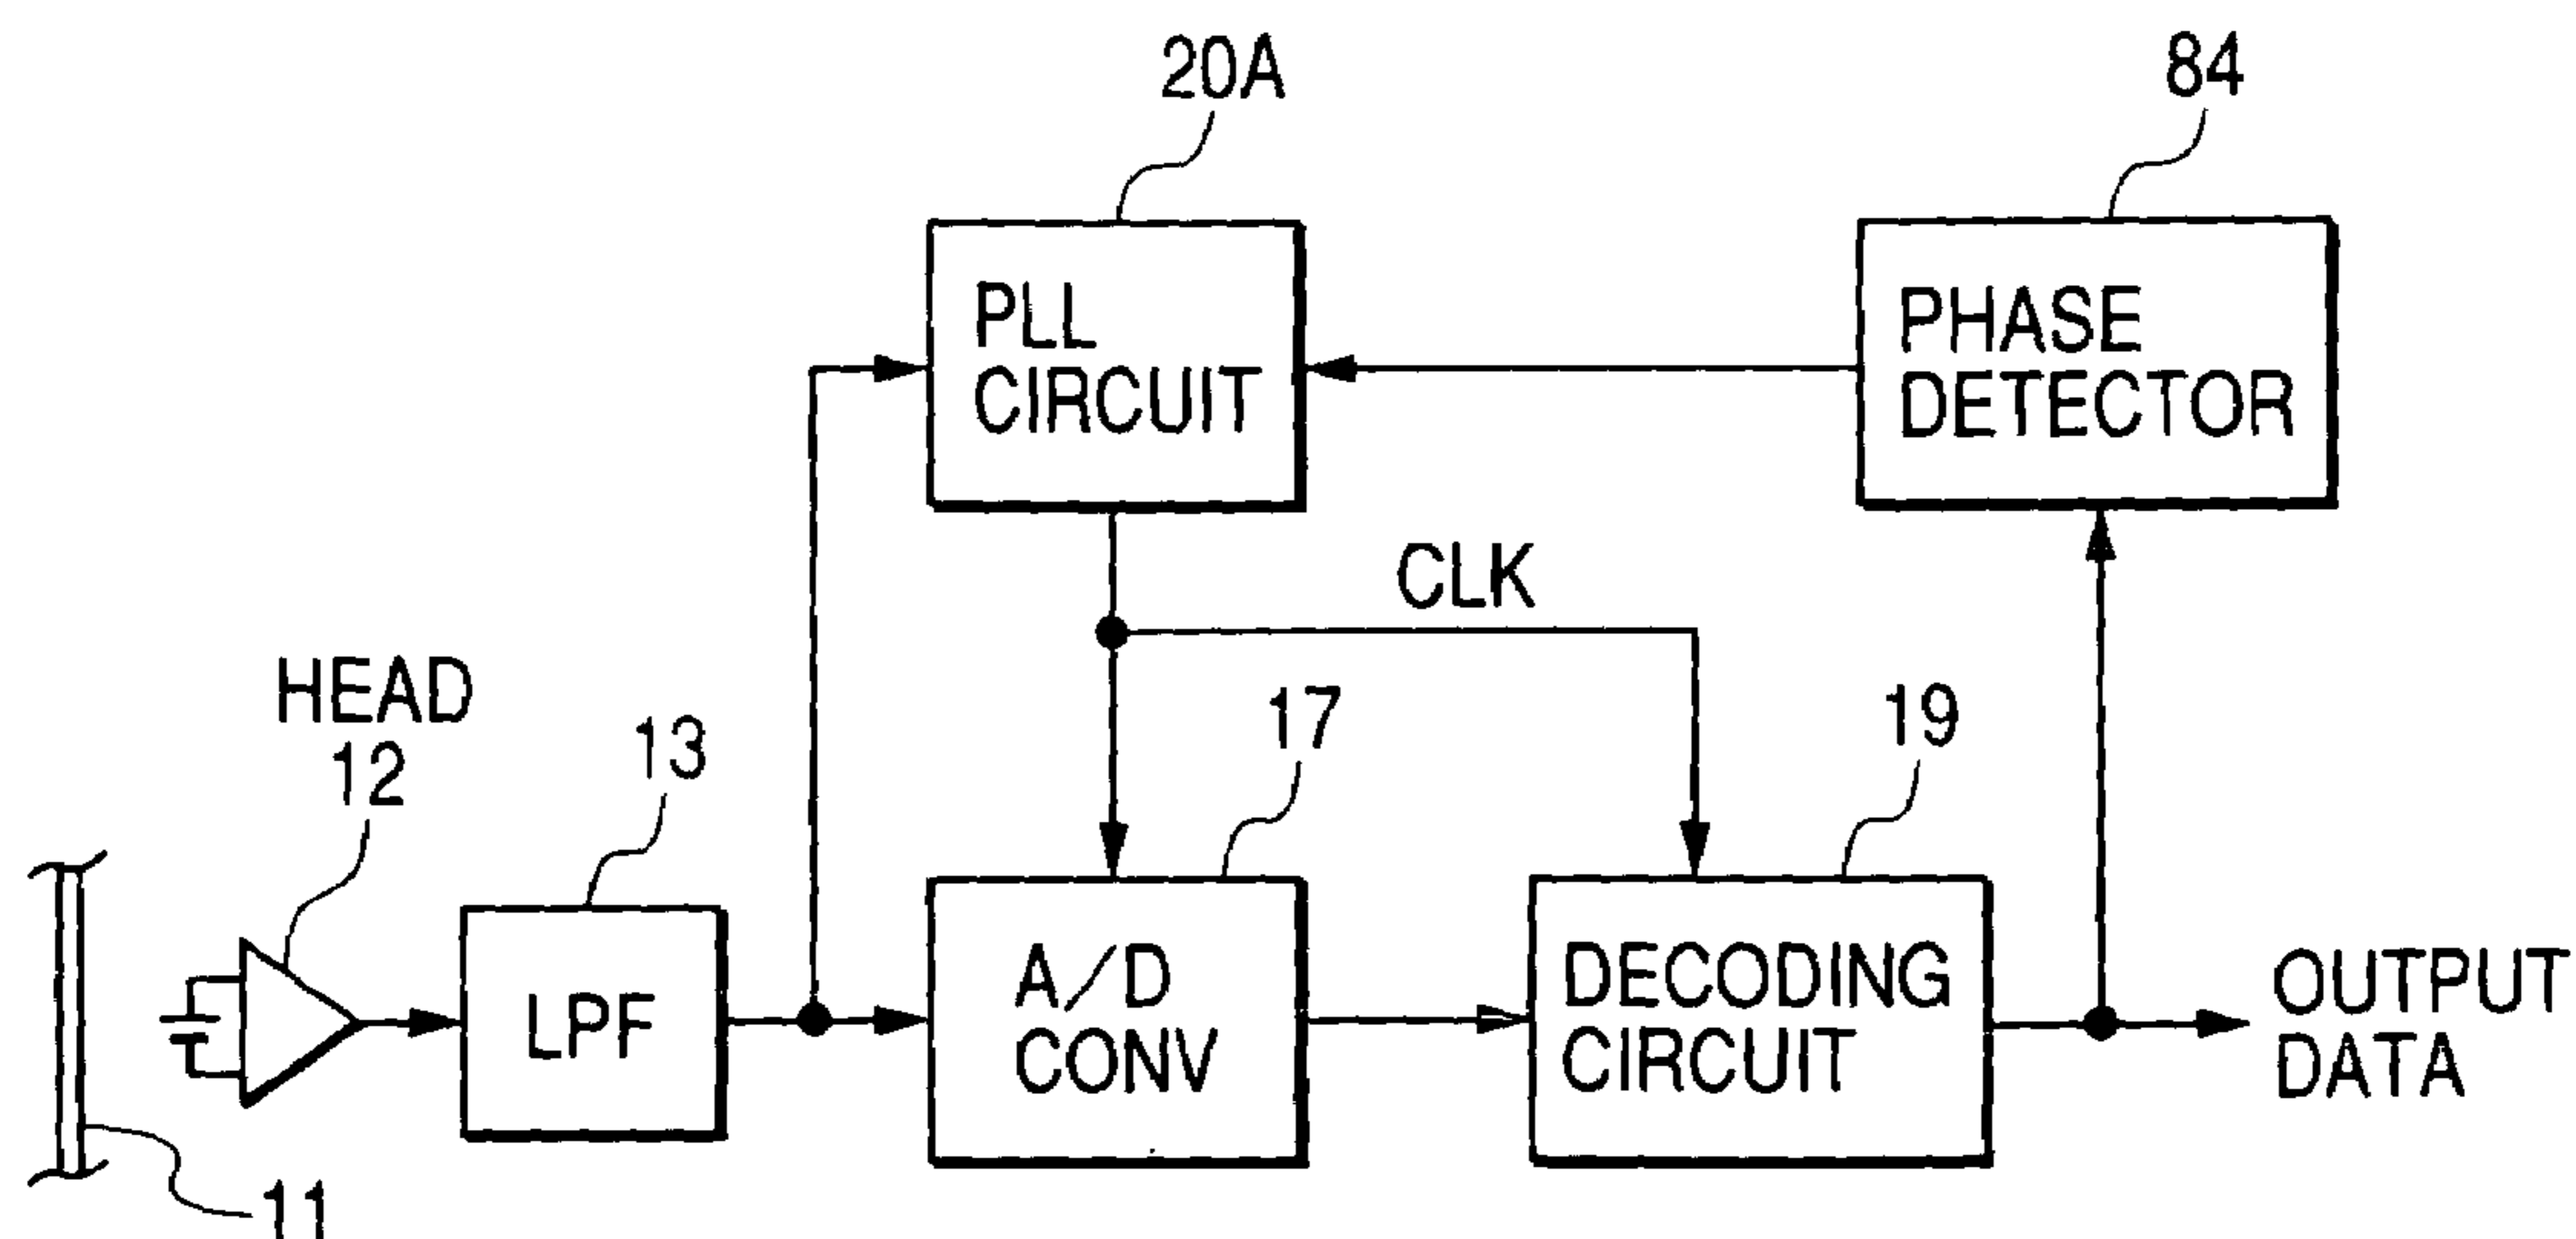 20A
84
PLL
CIRCUIT
PHASE
DETECTOR
CLK
HEAD
12
13
17
19
LPF
A/D
CONV
DECODING
CIRCUIT
OUTPUT
DATA
11